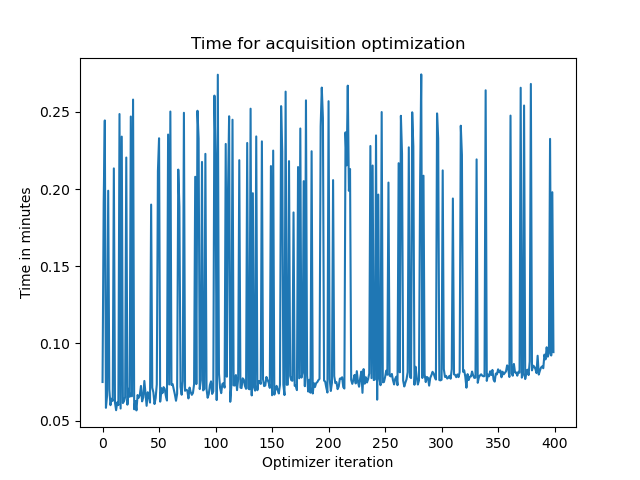 Time for acquisition optimization
0.25
0.20
0.15
0.10
0.05
Time in minutes
0 50 100 150 200 250 300 350 400
Optimizer iteration